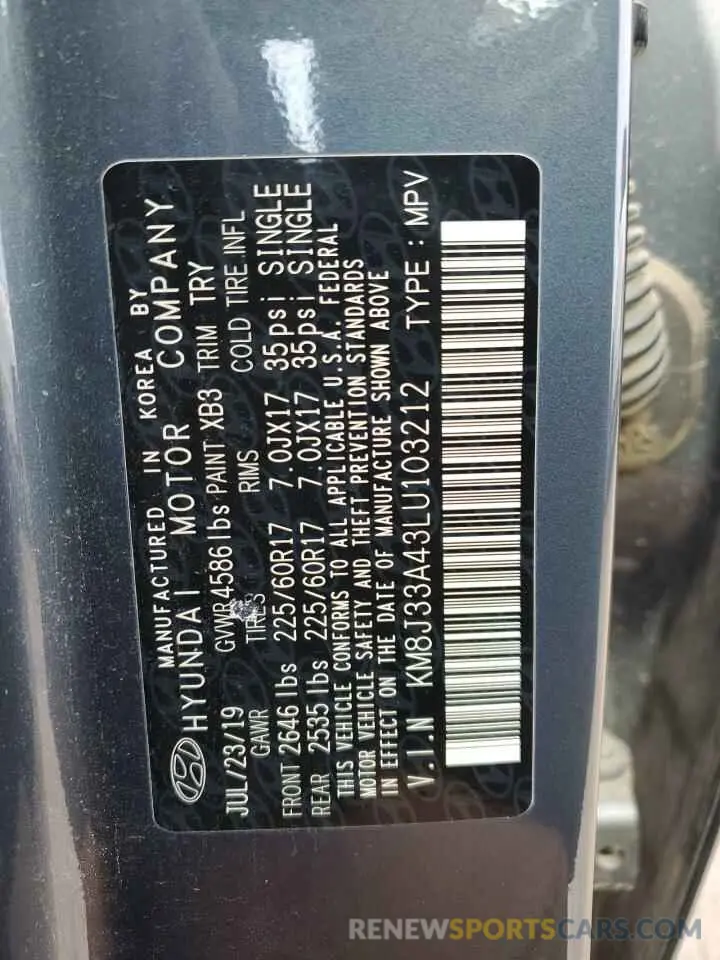 MANUFACTURED IN KOREA BY
HYUNDAI MOTOR COMPANY
JUL/23/19 GVWR 4586 lbs PAINT XB3 TRIM TRY
GAWR TIRES RIMS COLD TIRE INFL
FRONT 2646 lbs 225/60R17 7.0JX17 35psi SINGLE
REAR 2535 lbs 225/60R17 7.0JX17 35psi SINGLE
THIS VEHICLE CONFORMS TO ALL APPLICABLE U.S.A. FEDERAL
MOTOR VEHICLE SAFETY AND THEFT PREVENTION STANDARDS
IN EFFECT ON THE DATE OF MANUFACTURE SHOWN ABOVE
V.I.N KM8J33A43LU103212 TYPE : MPV
RENEWSPORTSCARS.COM